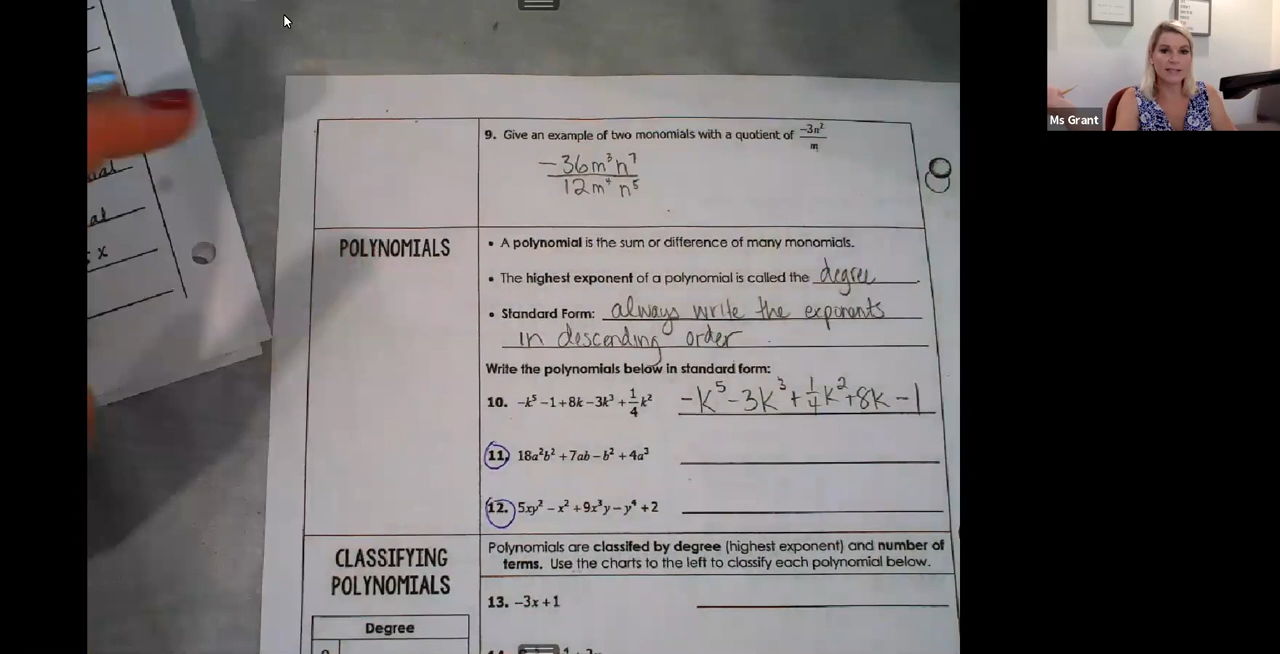 Ms Grant
9. Give an example of two monomials with a quotient of -3n²/m
-36m³n⁷
12m⁴ n⁵
POLYNOMIALS
• A polynomial is the sum or difference of many monomials.
• The highest exponent of a polynomial is called the degree.
• Standard Form: always write the exponents
in descending order
Write the polynomials below in standard form:
10. -k⁵ - 1 + 8k - 3k³ + 1/4 k² -k⁵ - 3k³ + 1/4 k² + 8k - 1
11. 18a²b² + 7ab - b² + 4a³
12. 5xy² - x² + 9x³y - y⁴ + 2
CLASSIFYING
POLYNOMIALS
Polynomials are classifed by degree (highest exponent) and number of
terms. Use the charts to the left to classify each polynomial below.
13. -3x + 1
Degree
al
x